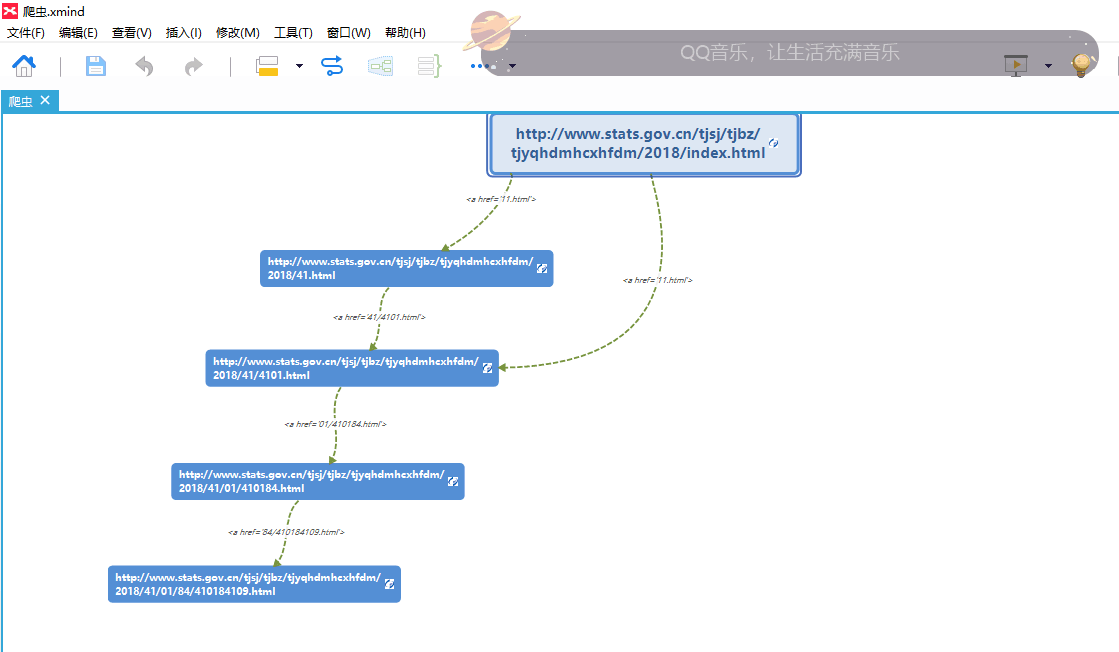 爬虫.xmind
文件(F) 编辑(E) 查看(V) 插入(I) 修改(M) 工具(T) 窗口(W) 帮助(H)
QQ音乐，让生活充满音乐
爬虫
http://www.stats.gov.cn/tjsj/tjbz/
tjyqhdmhcxhfdm/2018/index.html
<a href='11.html'>
http://www.stats.gov.cn/tjsj/tjbz/tjyqhdmhcxhfdm/
2018/41.html
<a href='11.html'>
<a href='41/4101.html'>
http://www.stats.gov.cn/tjsj/tjbz/tjyqhdmhcxhfdm/
2018/41/4101.html
<a href='01/410184.html'>
http://www.stats.gov.cn/tjsj/tjbz/tjyqhdmhcxhfdm/
2018/41/01/410184.html
<a href='84/410184109.html'>
http://www.stats.gov.cn/tjsj/tjbz/tjyqhdmhcxhfdm/
2018/41/01/84/410184109.html